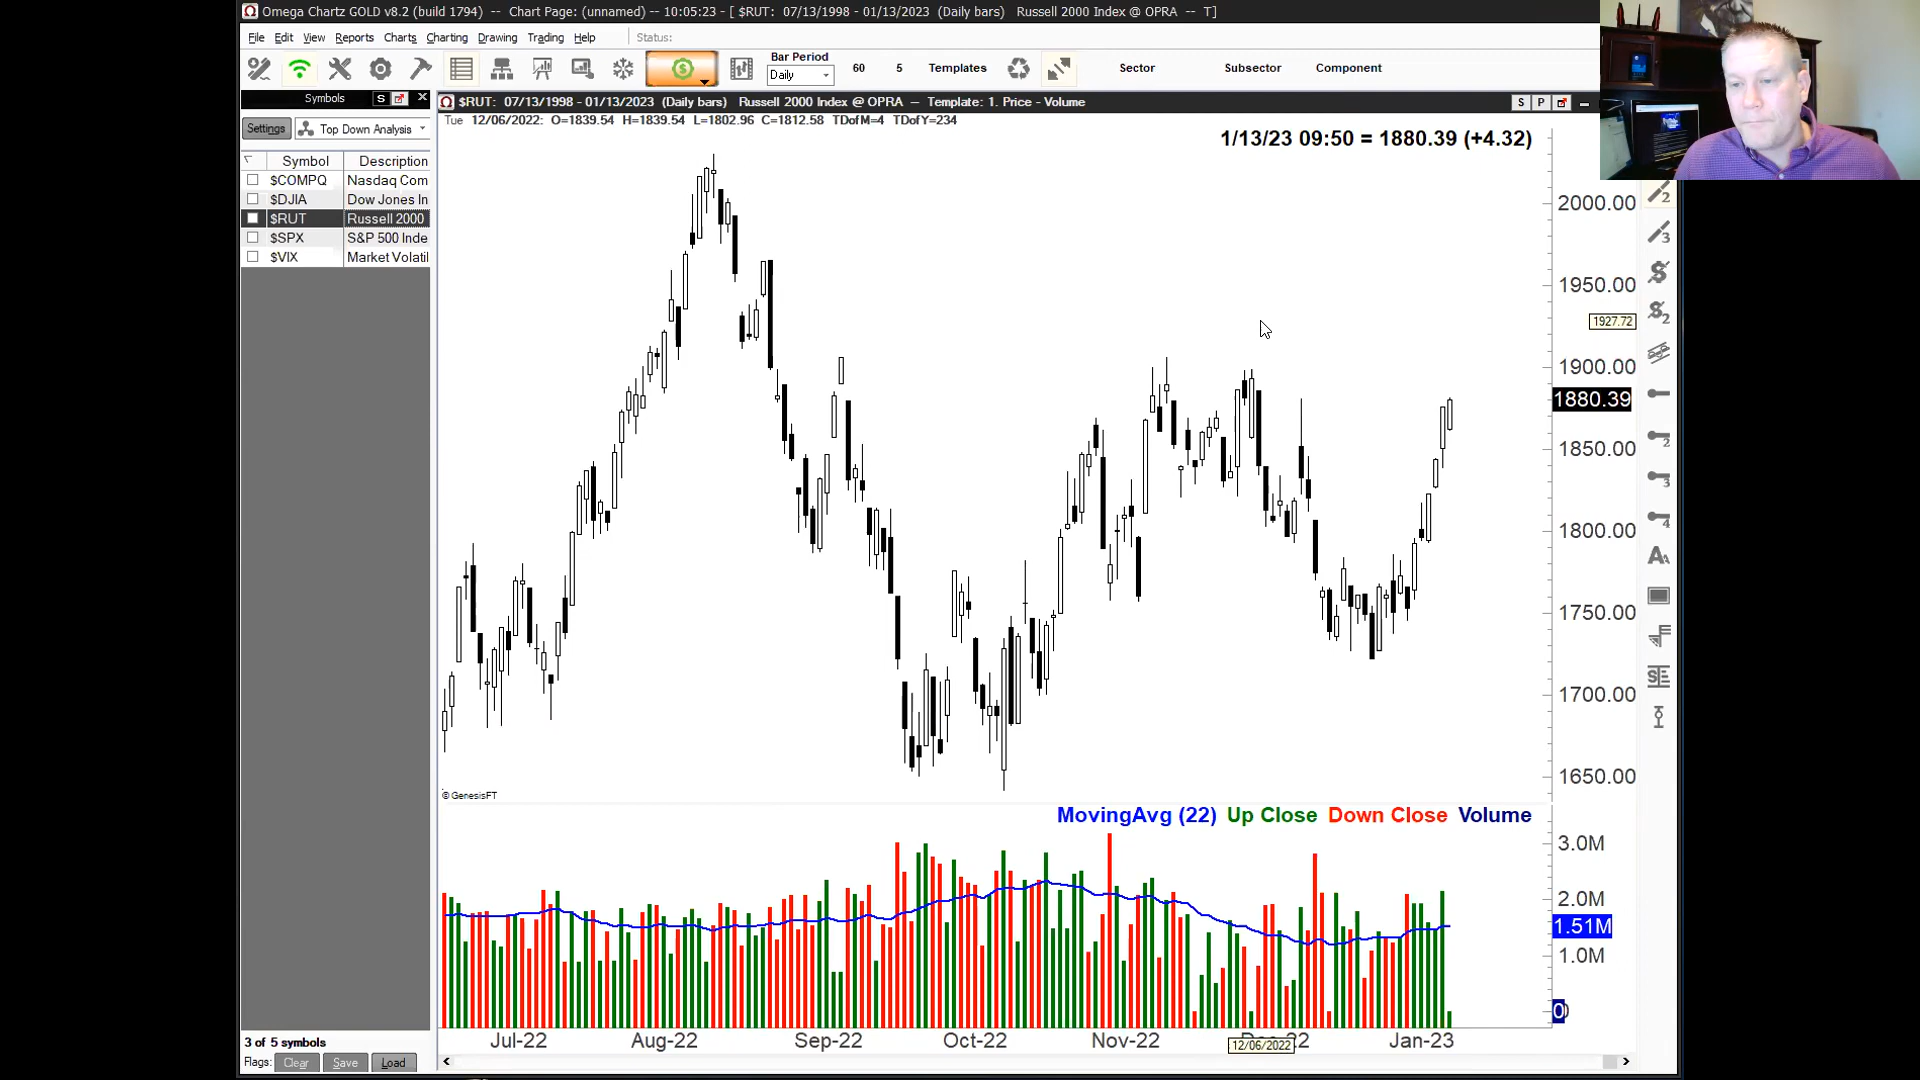 Omega Chartz GOLD v8.2 (build 1794) -- Chart Page: (unnamed) -- 10:05:23 - [ $RUT: 07/13/1998 - 01/13/2023 (Daily bars) Russell 2000 Index @ OPRA -- T]
File Edit View Reports Charts Charting Drawing Trading Help Status:
Bar Period
Daily 60 5 Templates Sector Subsector Component
Symbols S
$RUT: 07/13/1998 - 01/13/2023 (Daily bars) Russell 2000 Index @ OPRA -- Template: 1. Price - Volume S P
Settings Top Down Analysis
Tue 12/06/2022: O=1839.54 H=1839.54 L=1802.96 C=1812.58 TDofM=4 TDofY=234
1/13/23 09:50 = 1880.39 (+4.32)
Symbol Description
$COMPQ Nasdaq Com
$DJIA Dow Jones In
$RUT Russell 2000
$SPX S&P 500 Inde
$VIX Market Volatil
2000.00
1950.00
1927.72
1900.00
1880.39
1850.00
1800.00
1750.00
1700.00
1650.00
© GenesisFT
MovingAvg (22) Up Close Down Close Volume
3.0M
2.0M
1.51M
1.0M
0
Jul-22 Aug-22 Sep-22 Oct-22 Nov-22 22 Jan-23
12/06/2022
3 of 5 symbols
Flags: Clear Save Load